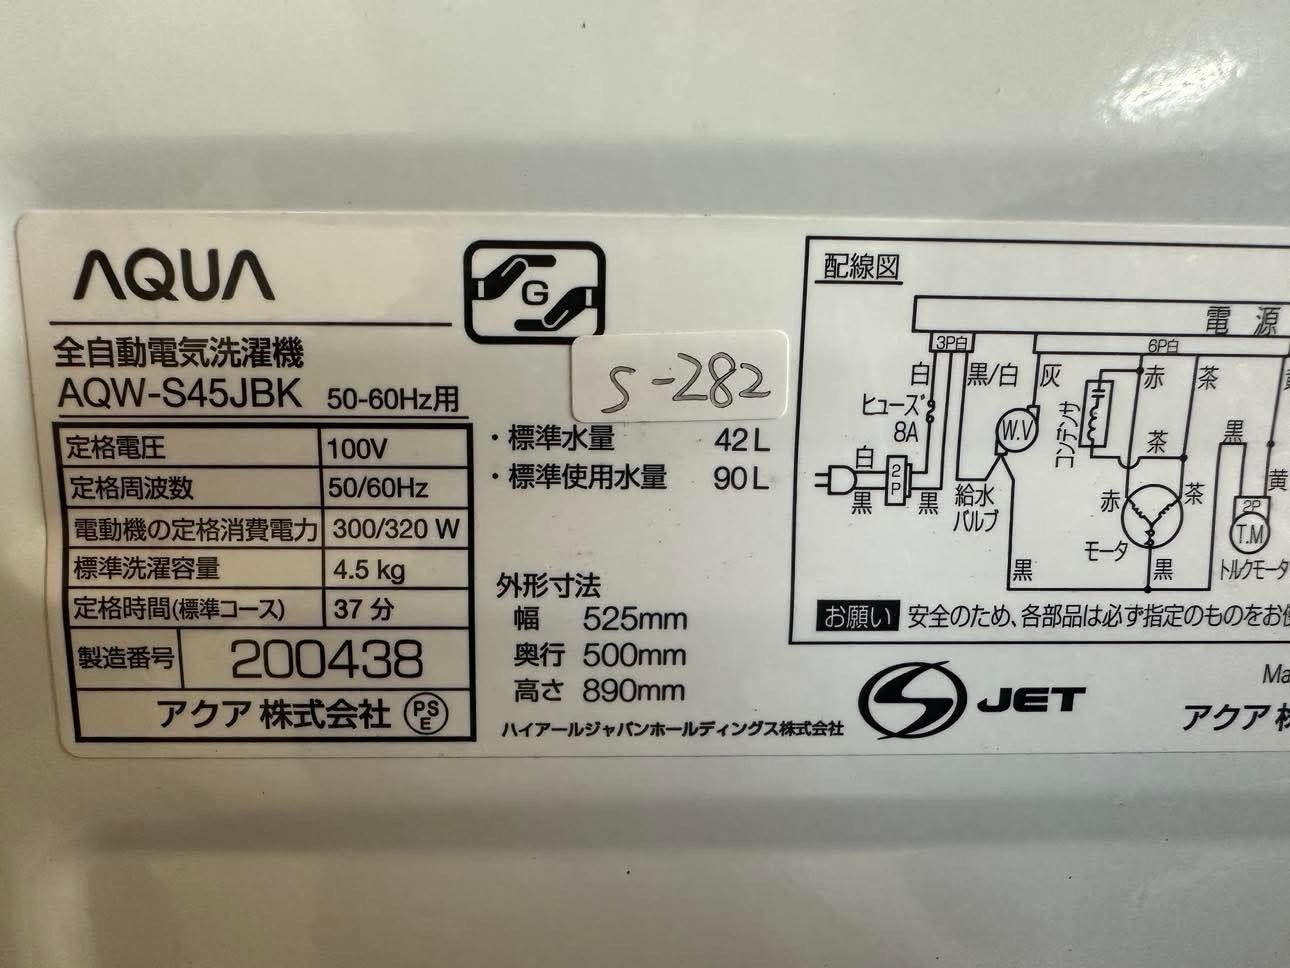 AQUA
G
全自動電気洗濯機
AQW-S45JBK 50-60Hz用
S-282
定格電圧 100V
定格周波数 50/60Hz
電動機の定格消費電力 300/320 W
標準洗濯容量 4.5 kg
定格時間(標準コース) 37 分
製造番号 200438
アクア 株式会社 PSE
・標準水量 42L
・標準使用水量 90L
外形寸法
幅 525mm
奥行 500mm
高さ 890mm
ハイアールジャパンホールディングス株式会社
配線図
電源
3P白 6P白
白 黒/白 灰 赤 茶
ヒューズ
8A
W.V
コンデンサ
茶
黒
白
2P
黒 黒
給水
バルブ
赤 茶
黄
2P
モータ
T.M
トルクモータ
黒 黒
お願い 安全のため、各部品は必ず指定のものをお使
JET
Ma
アクア 株